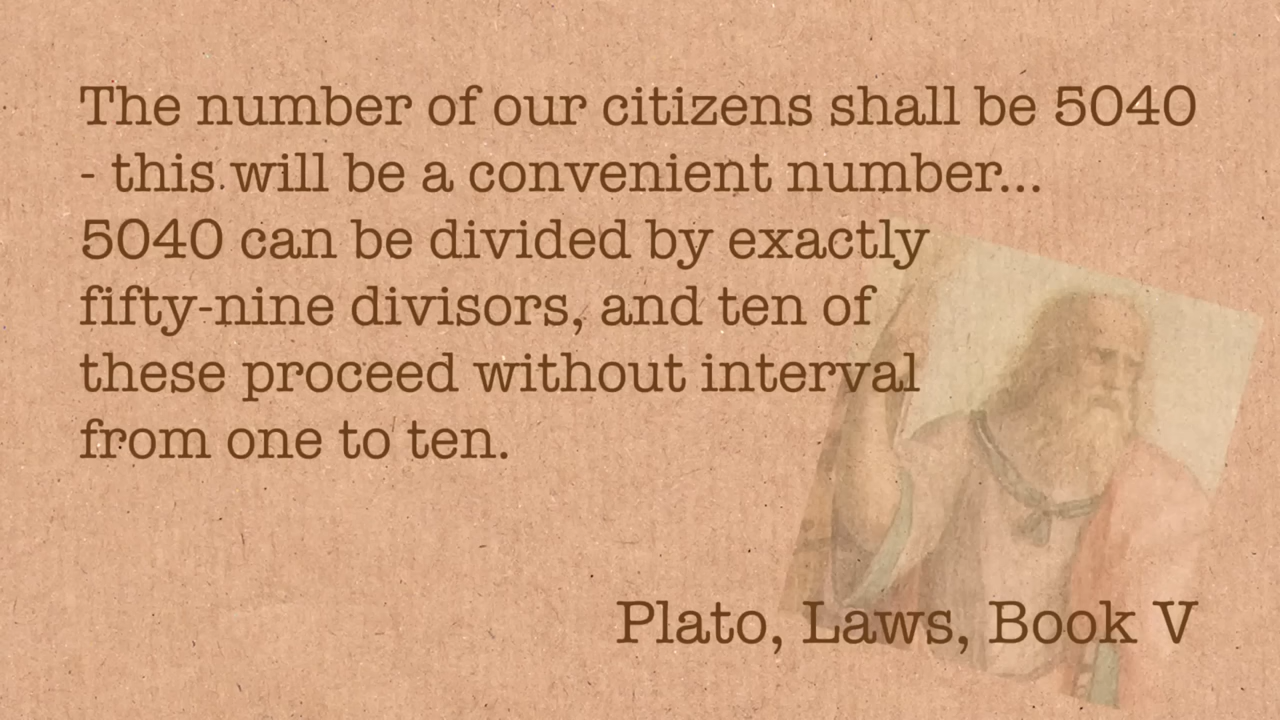 The number of our citizens shall be 5040
- this will be a convenient number...
5040 can be divided by exactly
fifty-nine divisors, and ten of
these proceed without interval
from one to ten.
Plato, Laws, Book V